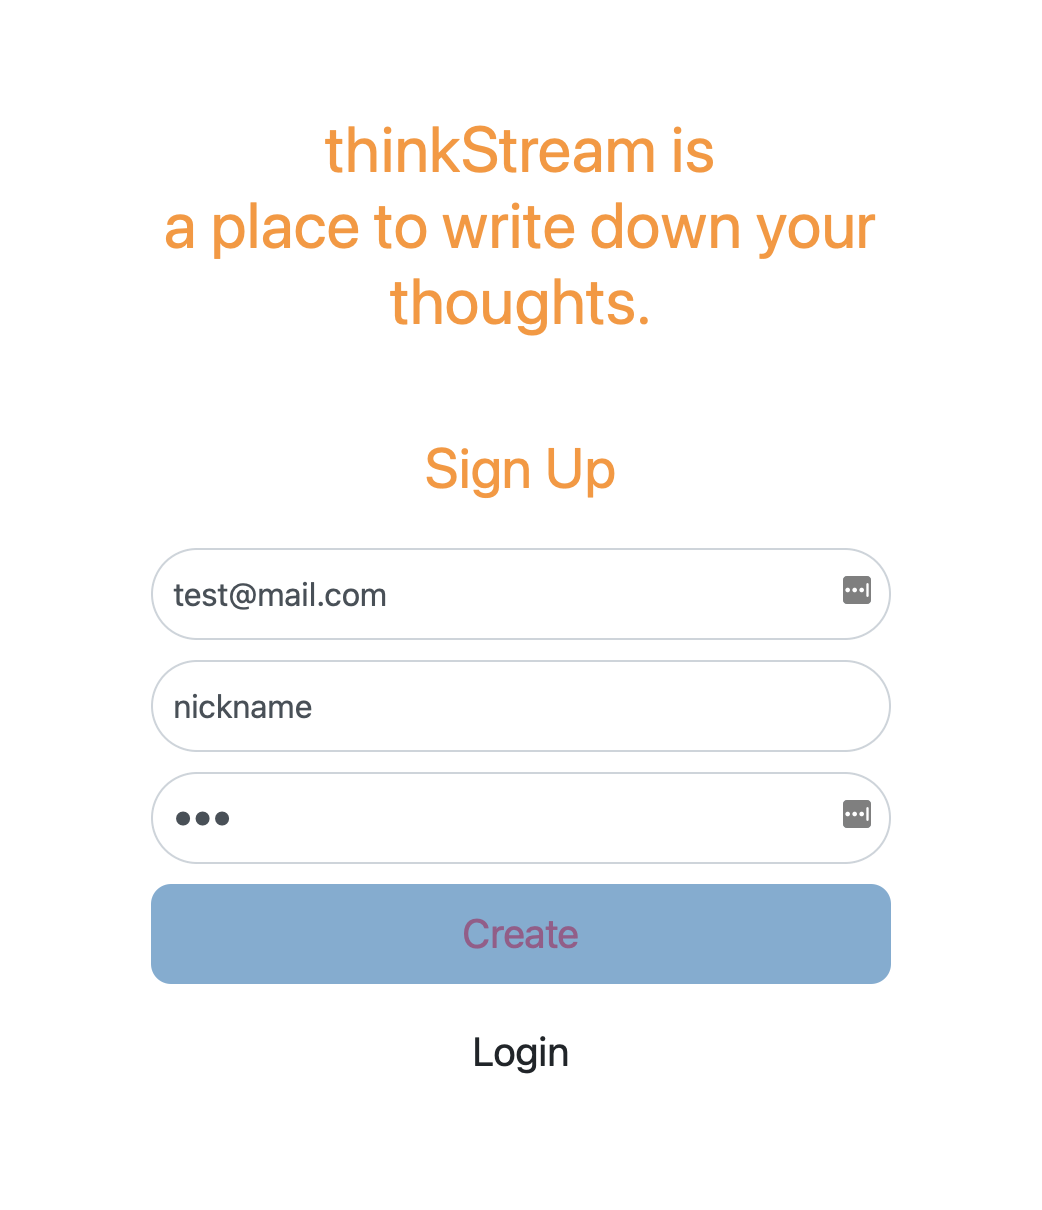 thinkStream is
a place to write down your
thoughts.
Sign Up
test@mail.com
nickname
•••
Create
Login